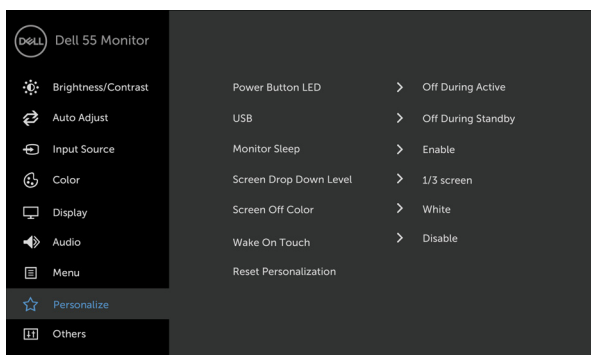 DELL Dell 55 Monitor
Brightness/Contrast
Auto Adjust
Input Source
Color
Display
Audio
Menu
Personalize
Others
Power Button LED > Off During Active
USB > Off During Standby
Monitor Sleep > Enable
Screen Drop Down Level > 1/3 screen
Screen Off Color > White
Wake On Touch > Disable
Reset Personalization